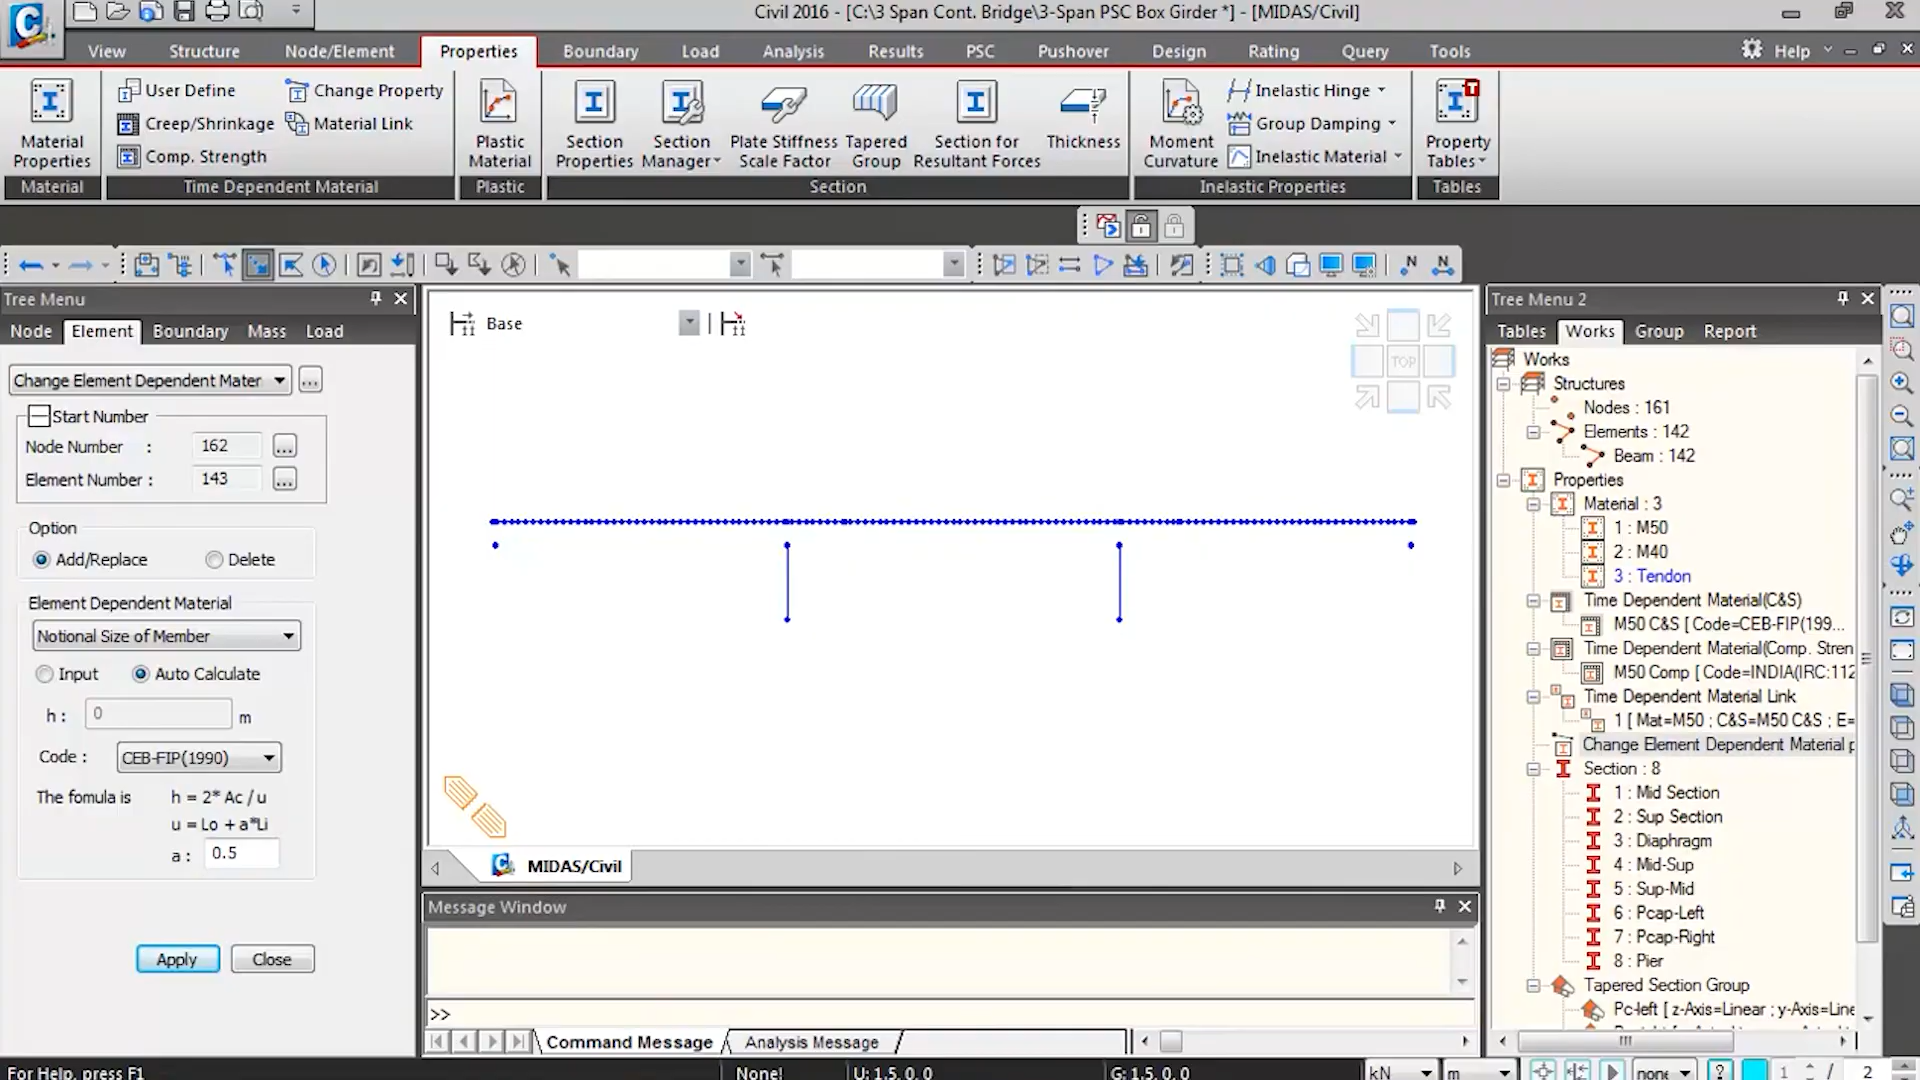 Civil 2016 - [C:\3 Span Cont. Bridge\3-Span PSC Box Girder *] - [MIDAS/Civil]
View Structure Node/Element Properties Boundary Load Analysis Results PSC Pushover Design Rating Query Tools Help
User Define Change Property
Creep/Shrinkage Material Link
Comp. Strength
Material Properties
Plastic Material
Section Properties
Section Manager
Plate Stiffness Scale Factor
Tapered Group
Section for Resultant Forces
Thickness
Moment Curvature
Inelastic Hinge
Group Damping
Inelastic Material
Property Tables
Material Time Dependent Material Plastic Section Inelastic Properties Tables
Tree Menu
Node Element Boundary Mass Load
Change Element Dependent Mater
Start Number
Node Number : 162
Element Number : 143
Option
Add/Replace Delete
Element Dependent Material
Notional Size of Member
Input Auto Calculate
h : 0 m
Code : CEB-FIP(1990)
The fomula is h = 2* Ac / u
u = Lo + a*Li
a : 0.5
Apply Close
Base
TOP
MIDAS/Civil
Message Window
>>
Command Message Analysis Message
Tree Menu 2
Tables Works Group Report
Works
Structures
Nodes : 161
Elements : 142
Beam : 142
Properties
Material : 3
1 : M50
2 : M40
3 : Tendon
Time Dependent Material(C&S)
M50 C&S [ Code=CEB-FIP(199...
Time Dependent Material(Comp. Stren
M50 Comp [ Code=INDIA(IRC:112
Time Dependent Material Link
1 [ Mat=M50 ; C&S=M50 C&S ; E=
Change Element Dependent Material p
Section : 8
1 : Mid Section
2 : Sup Section
3 : Diaphragm
4 : Mid-Sup
5 : Sup-Mid
6 : Pcap-Left
7 : Pcap-Right
8 : Pier
Tapered Section Group
Pc-left [ z-Axis=Linear ; y-Axis=Line
For Help, press F1 None! U: 1.5, 0, 0 G: 1.5, 0, 0 kN m none ? 1 / 2